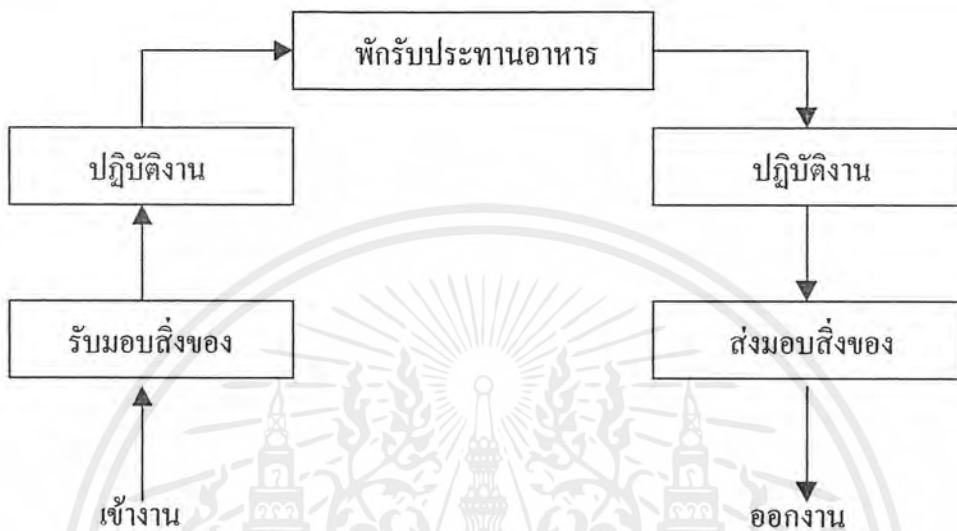 พักรับประทานอาหาร
ปฏิบัติงาน
ปฏิบัติงาน
รับมอบสิ่งของ
ส่งมอบสิ่งของ
เข้างาน
ออกงาน